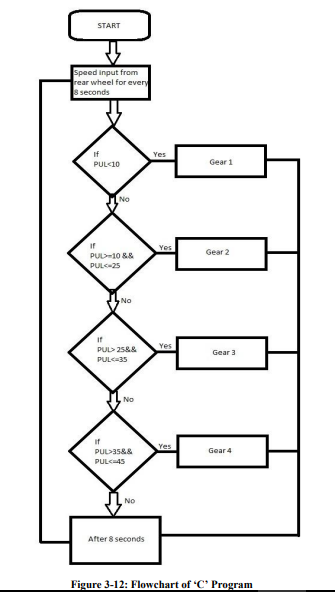 START
Speed input from
rear wheel for every
8 seconds
If
PUL<10
Yes
Gear 1
No
If
PUL>=10 &&
PUL<=25
Yes
Gear 2
No
If
PUL> 25&&
PUL<=35
Yes
Gear 3
No
If
PUL>35&&
PUL<=45
Yes
Gear 4
No
After 8 seconds
Figure 3-12: Flowchart of ‘C’ Program